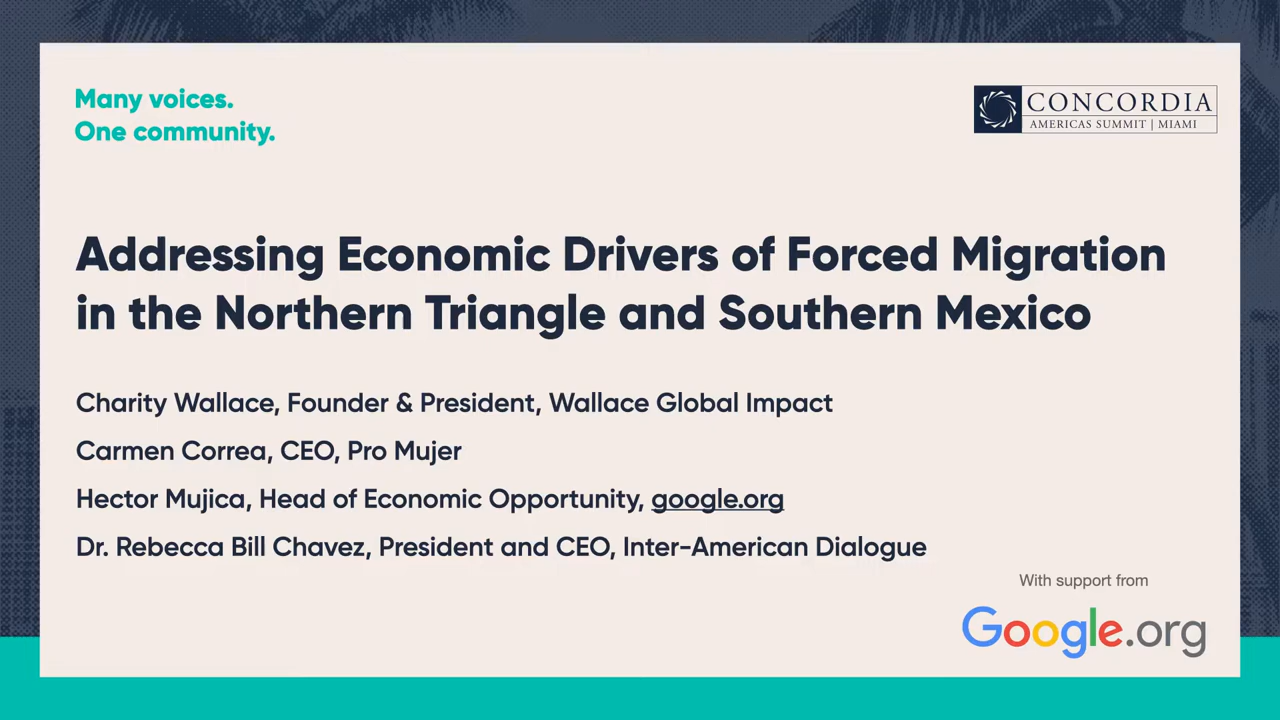 Many voices.
One community.
CONCORDIA
AMERICAS SUMMIT | MIAMI
Addressing Economic Drivers of Forced Migration
in the Northern Triangle and Southern Mexico
Charity Wallace, Founder & President, Wallace Global Impact
Carmen Correa, CEO, Pro Mujer
Hector Mujica, Head of Economic Opportunity, google.org
Dr. Rebecca Bill Chavez, President and CEO, Inter-American Dialogue
With support from
Google.org